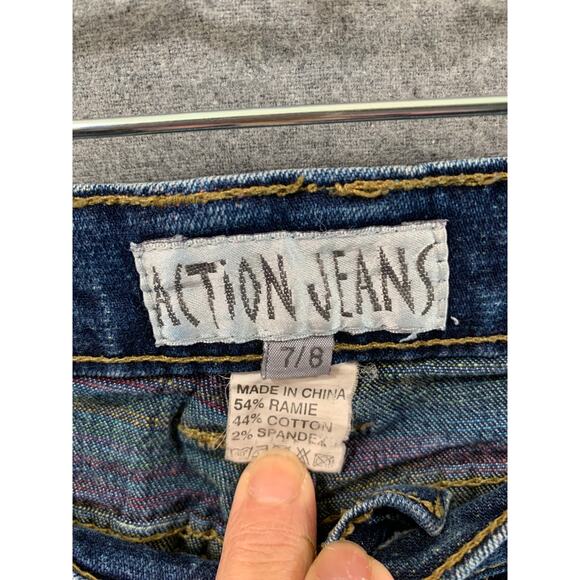 ACTION JEANS
7/8
MADE IN CHINA
54% RAMIE
44% COTTON
2% SPANDEX